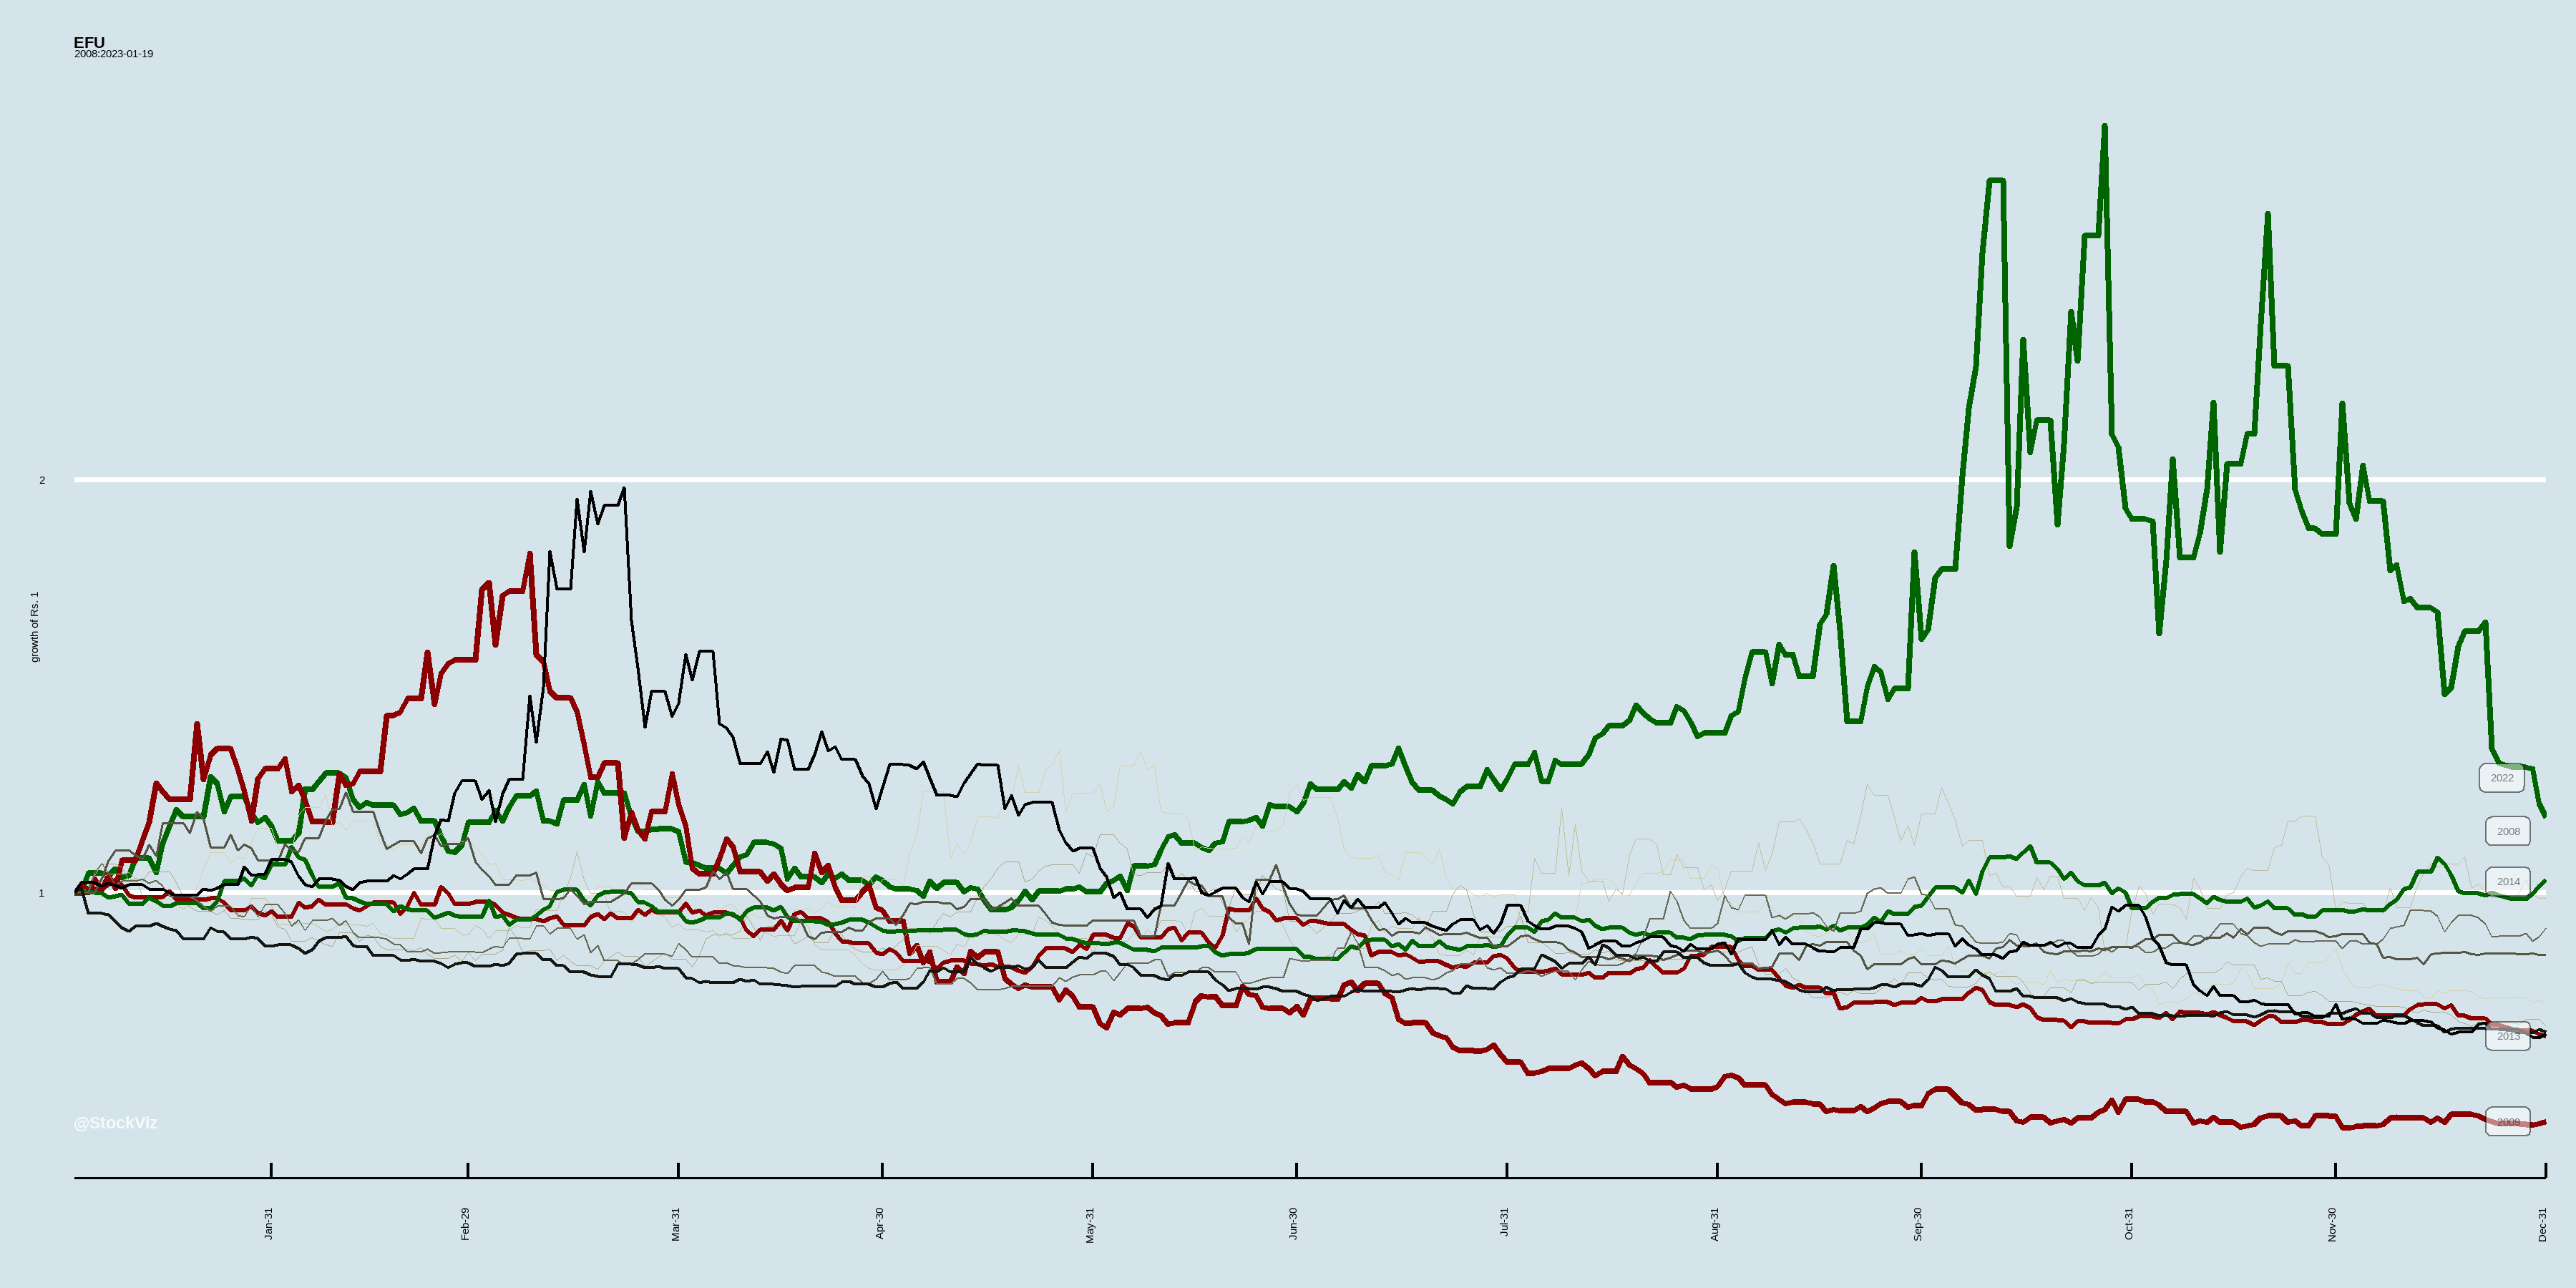 EFU
2008:2023-01-19
2
growth of Rs. 1
1
2022
2008
2014
2013
2009
@StockViz
Jan-31
Feb-29
Mar-31
Apr-30
May-31
Jun-30
Jul-31
Aug-31
Sep-30
Oct-31
Nov-30
Dec-31